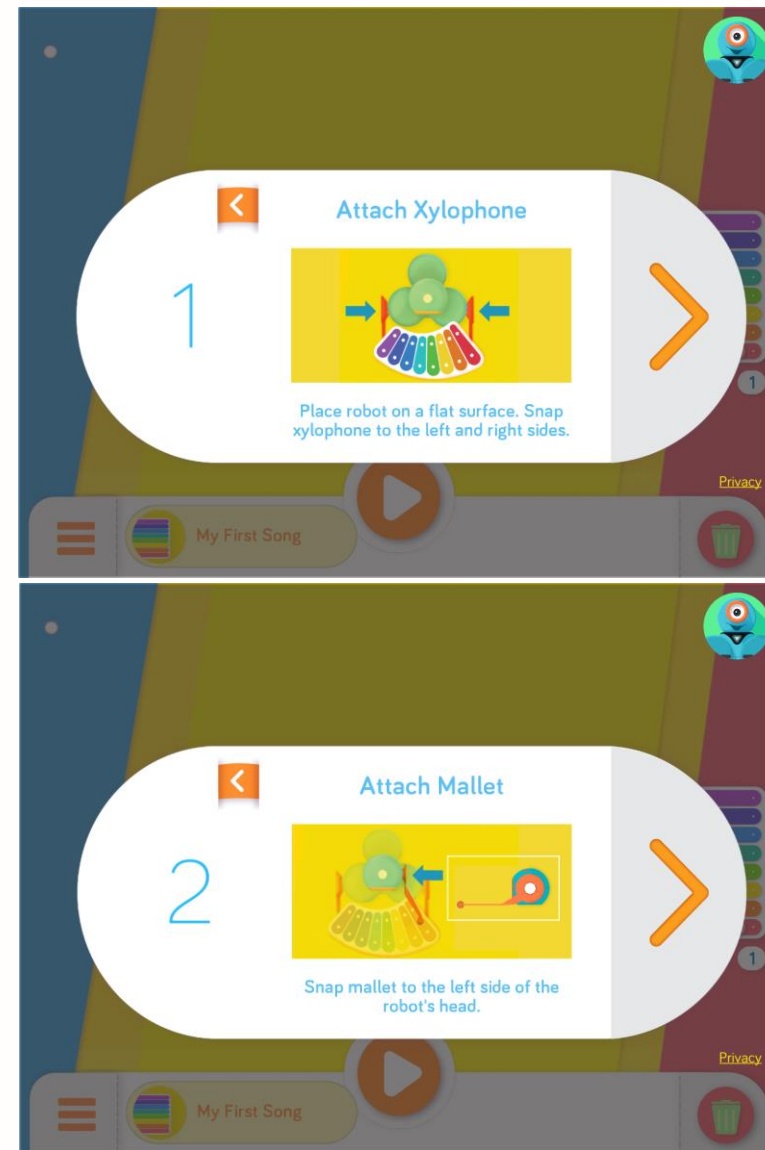 Attach Xylophone
1
Place robot on a flat surface. Snap
xylophone to the left and right sides.
1
Privacy
My First Song
Attach Mallet
2
Snap mallet to the left side of the
robot's head.
1
Privacy
My First Song